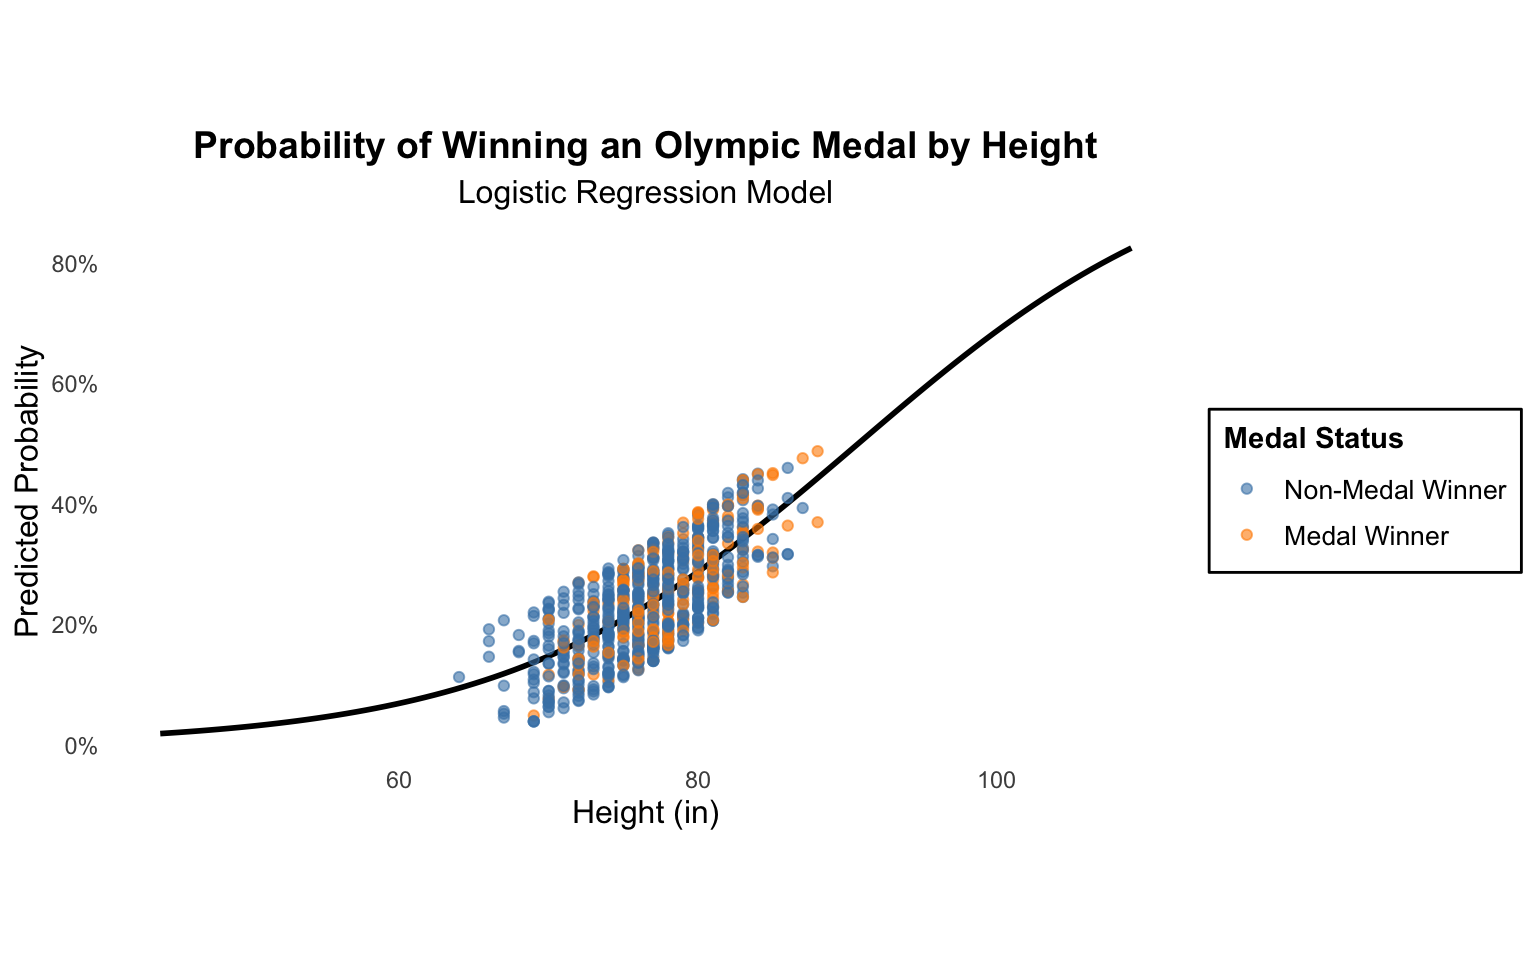 Probability of Winning an Olympic Medal by Height
Logistic Regression Model
80%
60%
40%
20%
0%
Predicted Probability
60
80
100
Height (in)
Medal Status
Non-Medal Winner
Medal Winner